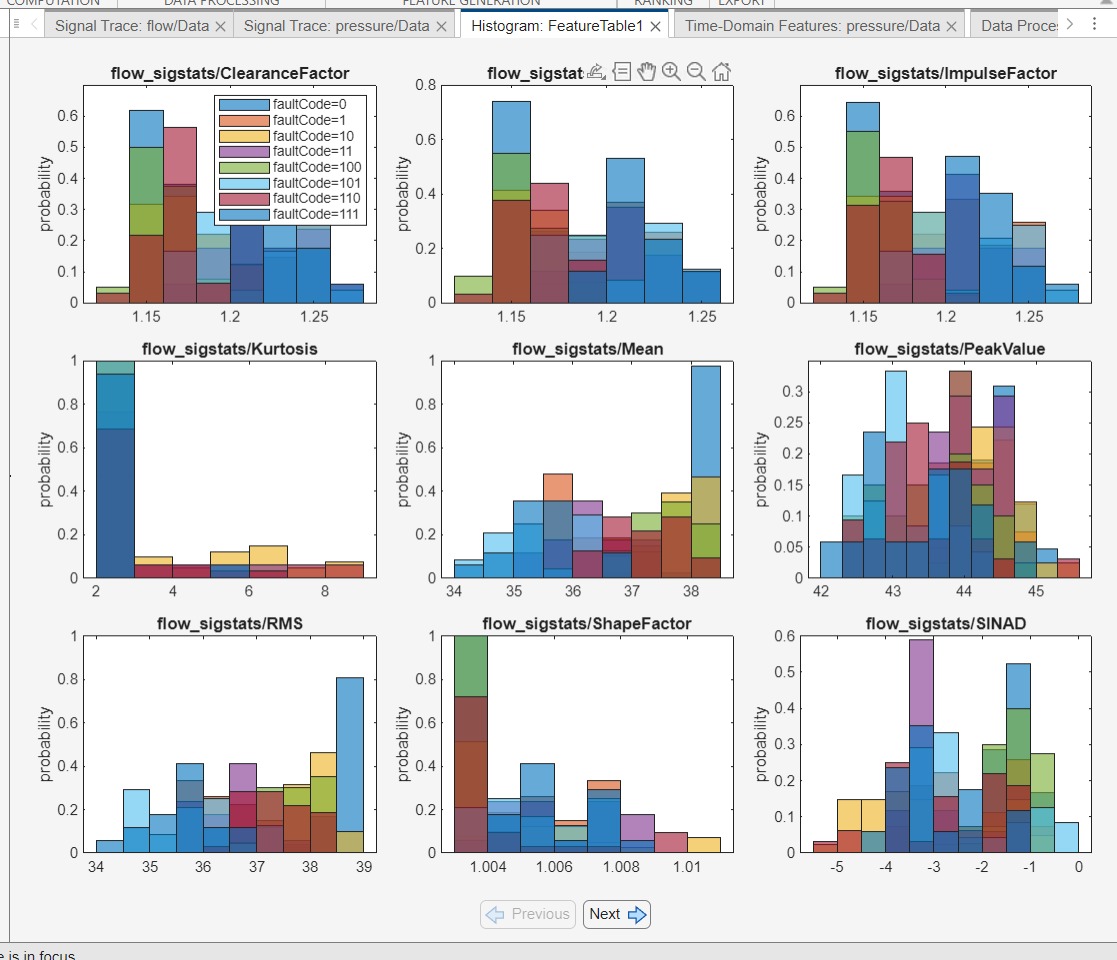 COMPUTATION DATA PROCESSING FEATURE GENERATION RANKING EXPORT
Signal Trace: flow/Data Signal Trace: pressure/Data Histogram: FeatureTable1 Time-Domain Features: pressure/Data Data Proces
flow_sigstats/ClearanceFactor flow_sigstat flow_sigstats/ImpulseFactor
faultCode=0
faultCode=1
faultCode=10
faultCode=11
faultCode=100
faultCode=101
faultCode=110
faultCode=111
probability
0.6
0.5
0.4
0.3
0.2
0.1
0
1.15 1.2 1.25
probability
0.8
0.6
0.4
0.2
0
1.15 1.2 1.25
probability
0.6
0.5
0.4
0.3
0.2
0.1
0
1.15 1.2 1.25
flow_sigstats/Kurtosis flow_sigstats/Mean flow_sigstats/PeakValue
probability
1
0.8
0.6
0.4
0.2
0
2 4 6 8
probability
1
0.8
0.6
0.4
0.2
0
34 35 36 37 38
probability
0.3
0.25
0.2
0.15
0.1
0.05
0
42 43 44 45
flow_sigstats/RMS flow_sigstats/ShapeFactor flow_sigstats/SINAD
probability
1
0.8
0.6
0.4
0.2
0
34 35 36 37 38 39
probability
1
0.8
0.6
0.4
0.2
0
1.004 1.006 1.008 1.01
probability
0.6
0.5
0.4
0.3
0.2
0.1
0
-5 -4 -3 -2 -1 0
Previous Next
e is in focus